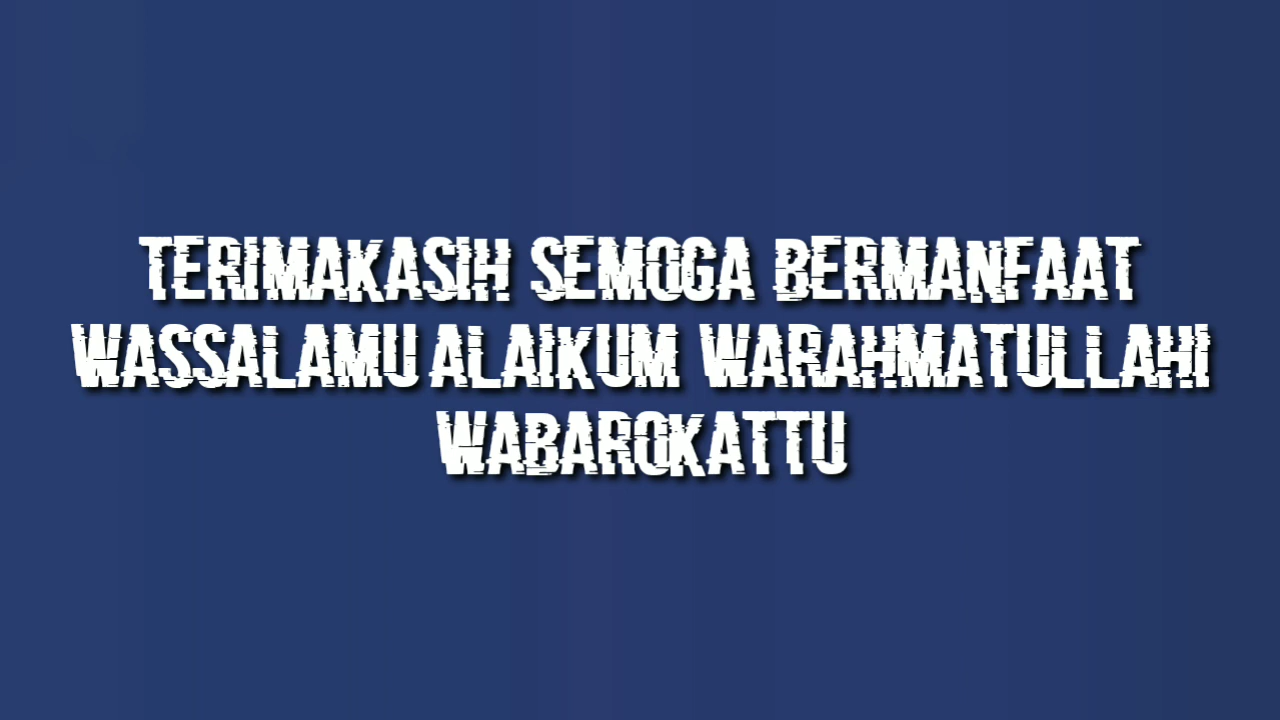 TERIMAKASIH SEMOGA BERMANFAAT
WASSALAMU ALAIKUM WARAHMATULLAHI
WABAROKATTU